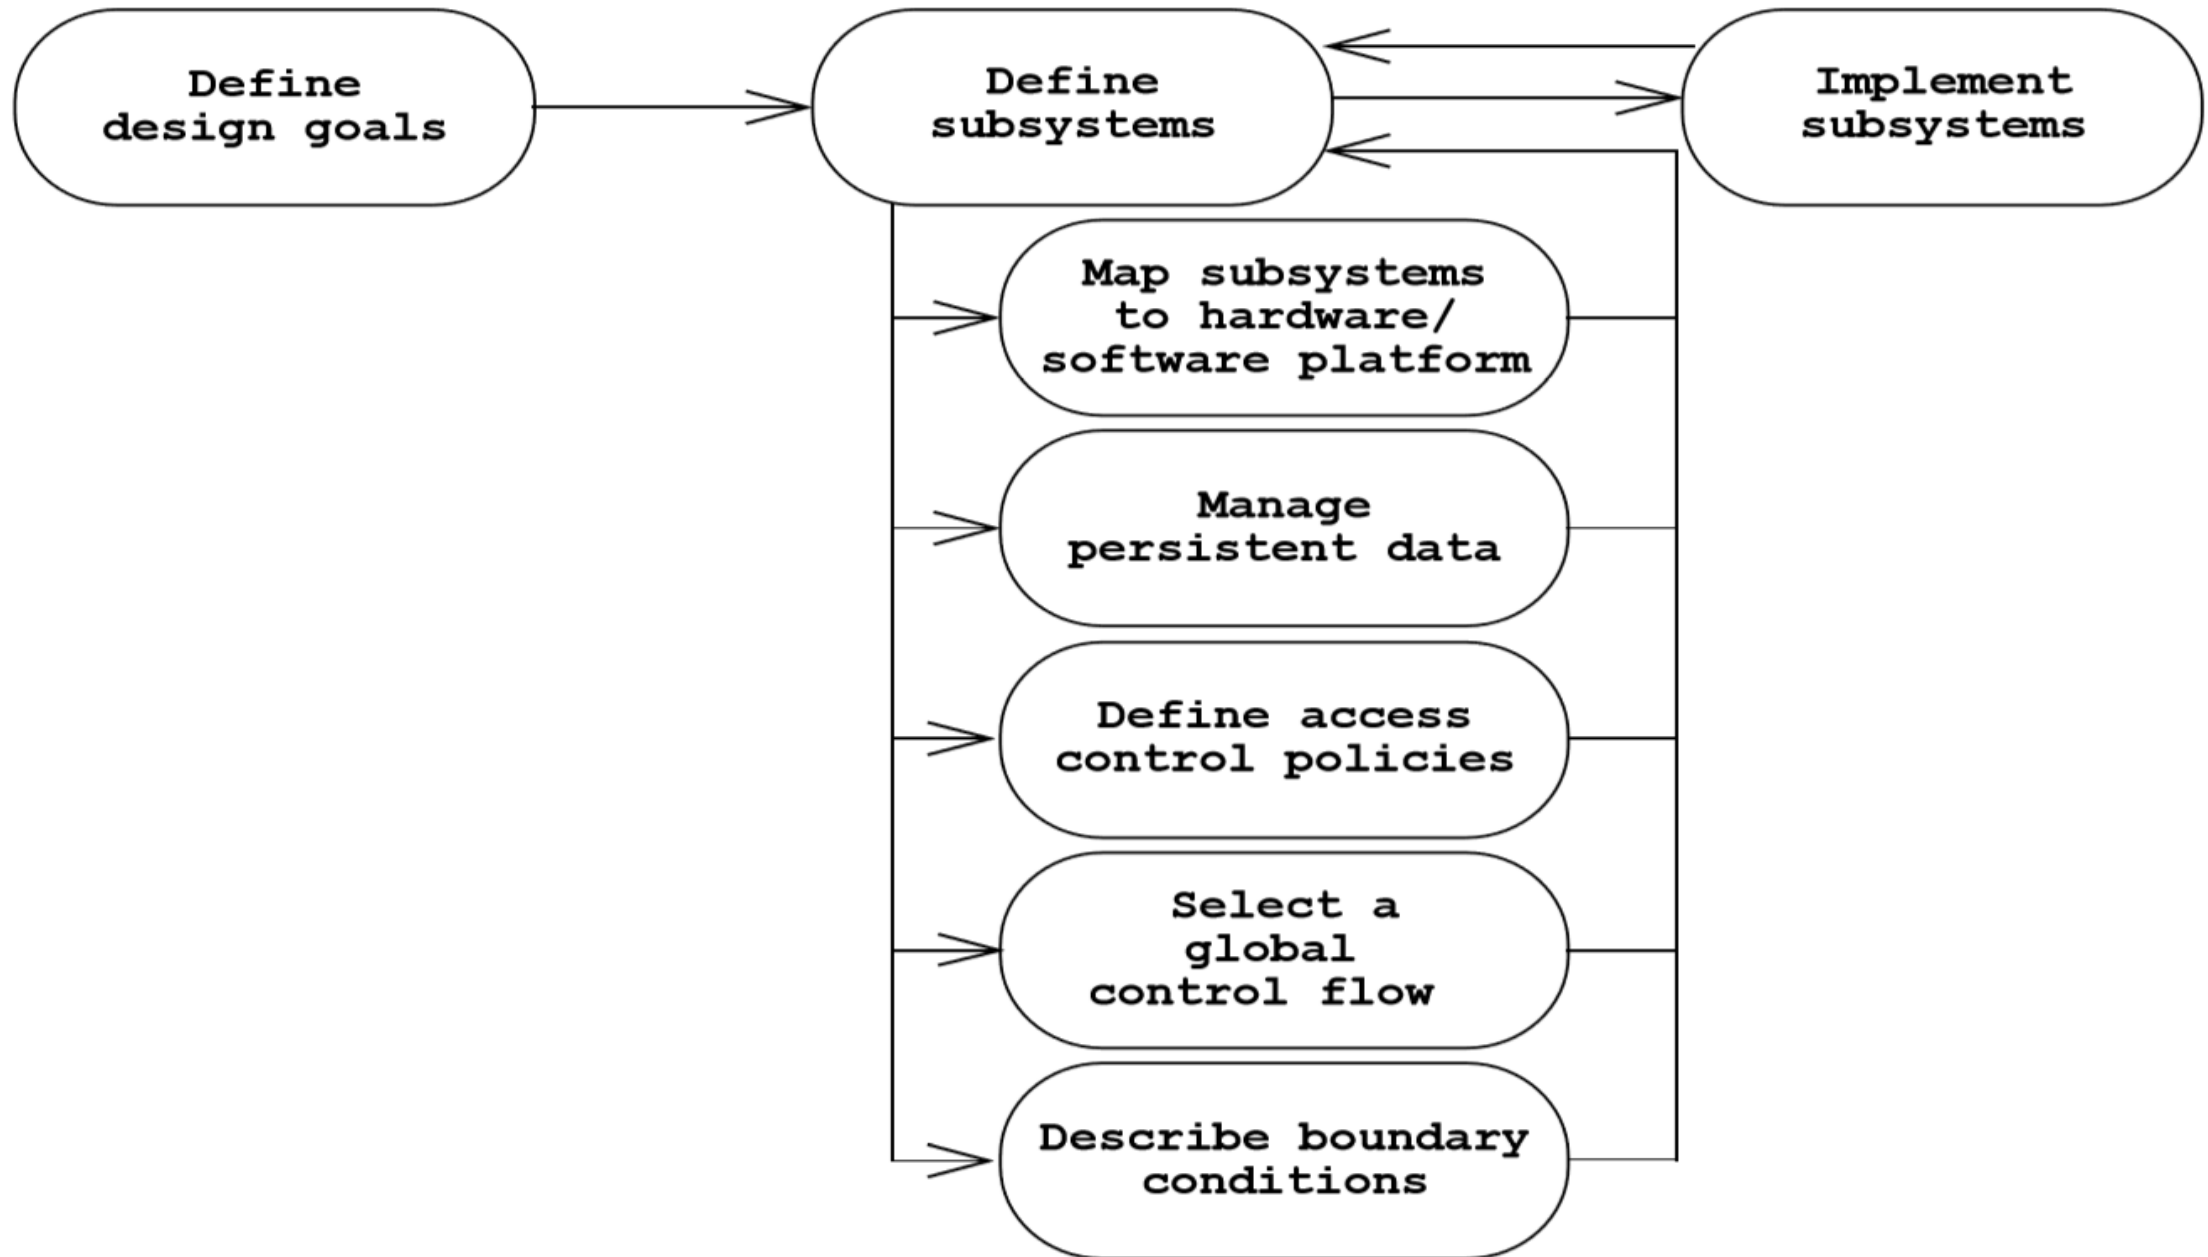 Define
design goals
Define
subsystems
Implement
subsystems
Map subsystems
to hardware/
software platform
Manage
persistent data
Define access
control policies
Select a
global
control flow
Describe boundary
conditions